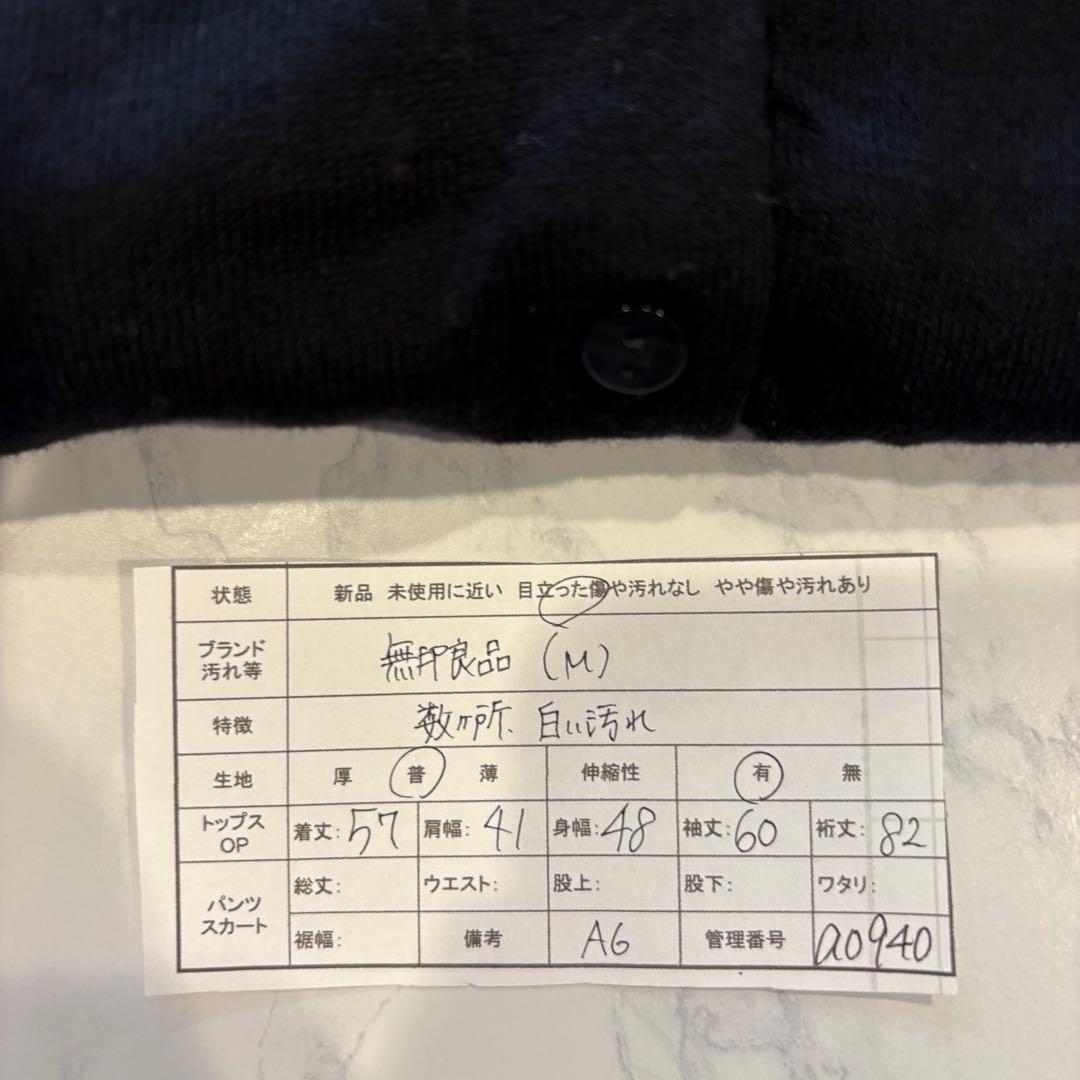 状態 新品 未使用に近い 目立った傷や汚れなし やや傷や汚れあり
ブランド
汚れ等
無印良品 (M)
特徴 数ヶ所、白い汚れ
生地 厚 普 薄 伸縮性 有 無
トップス
OP
着丈: 57 肩幅: 41 身幅: 48 袖丈: 60 裄丈: 82
パンツ
スカート
総丈: ウエスト: 股上: 股下: ワタリ:
裾幅: 備考 A6 管理番号 a0940